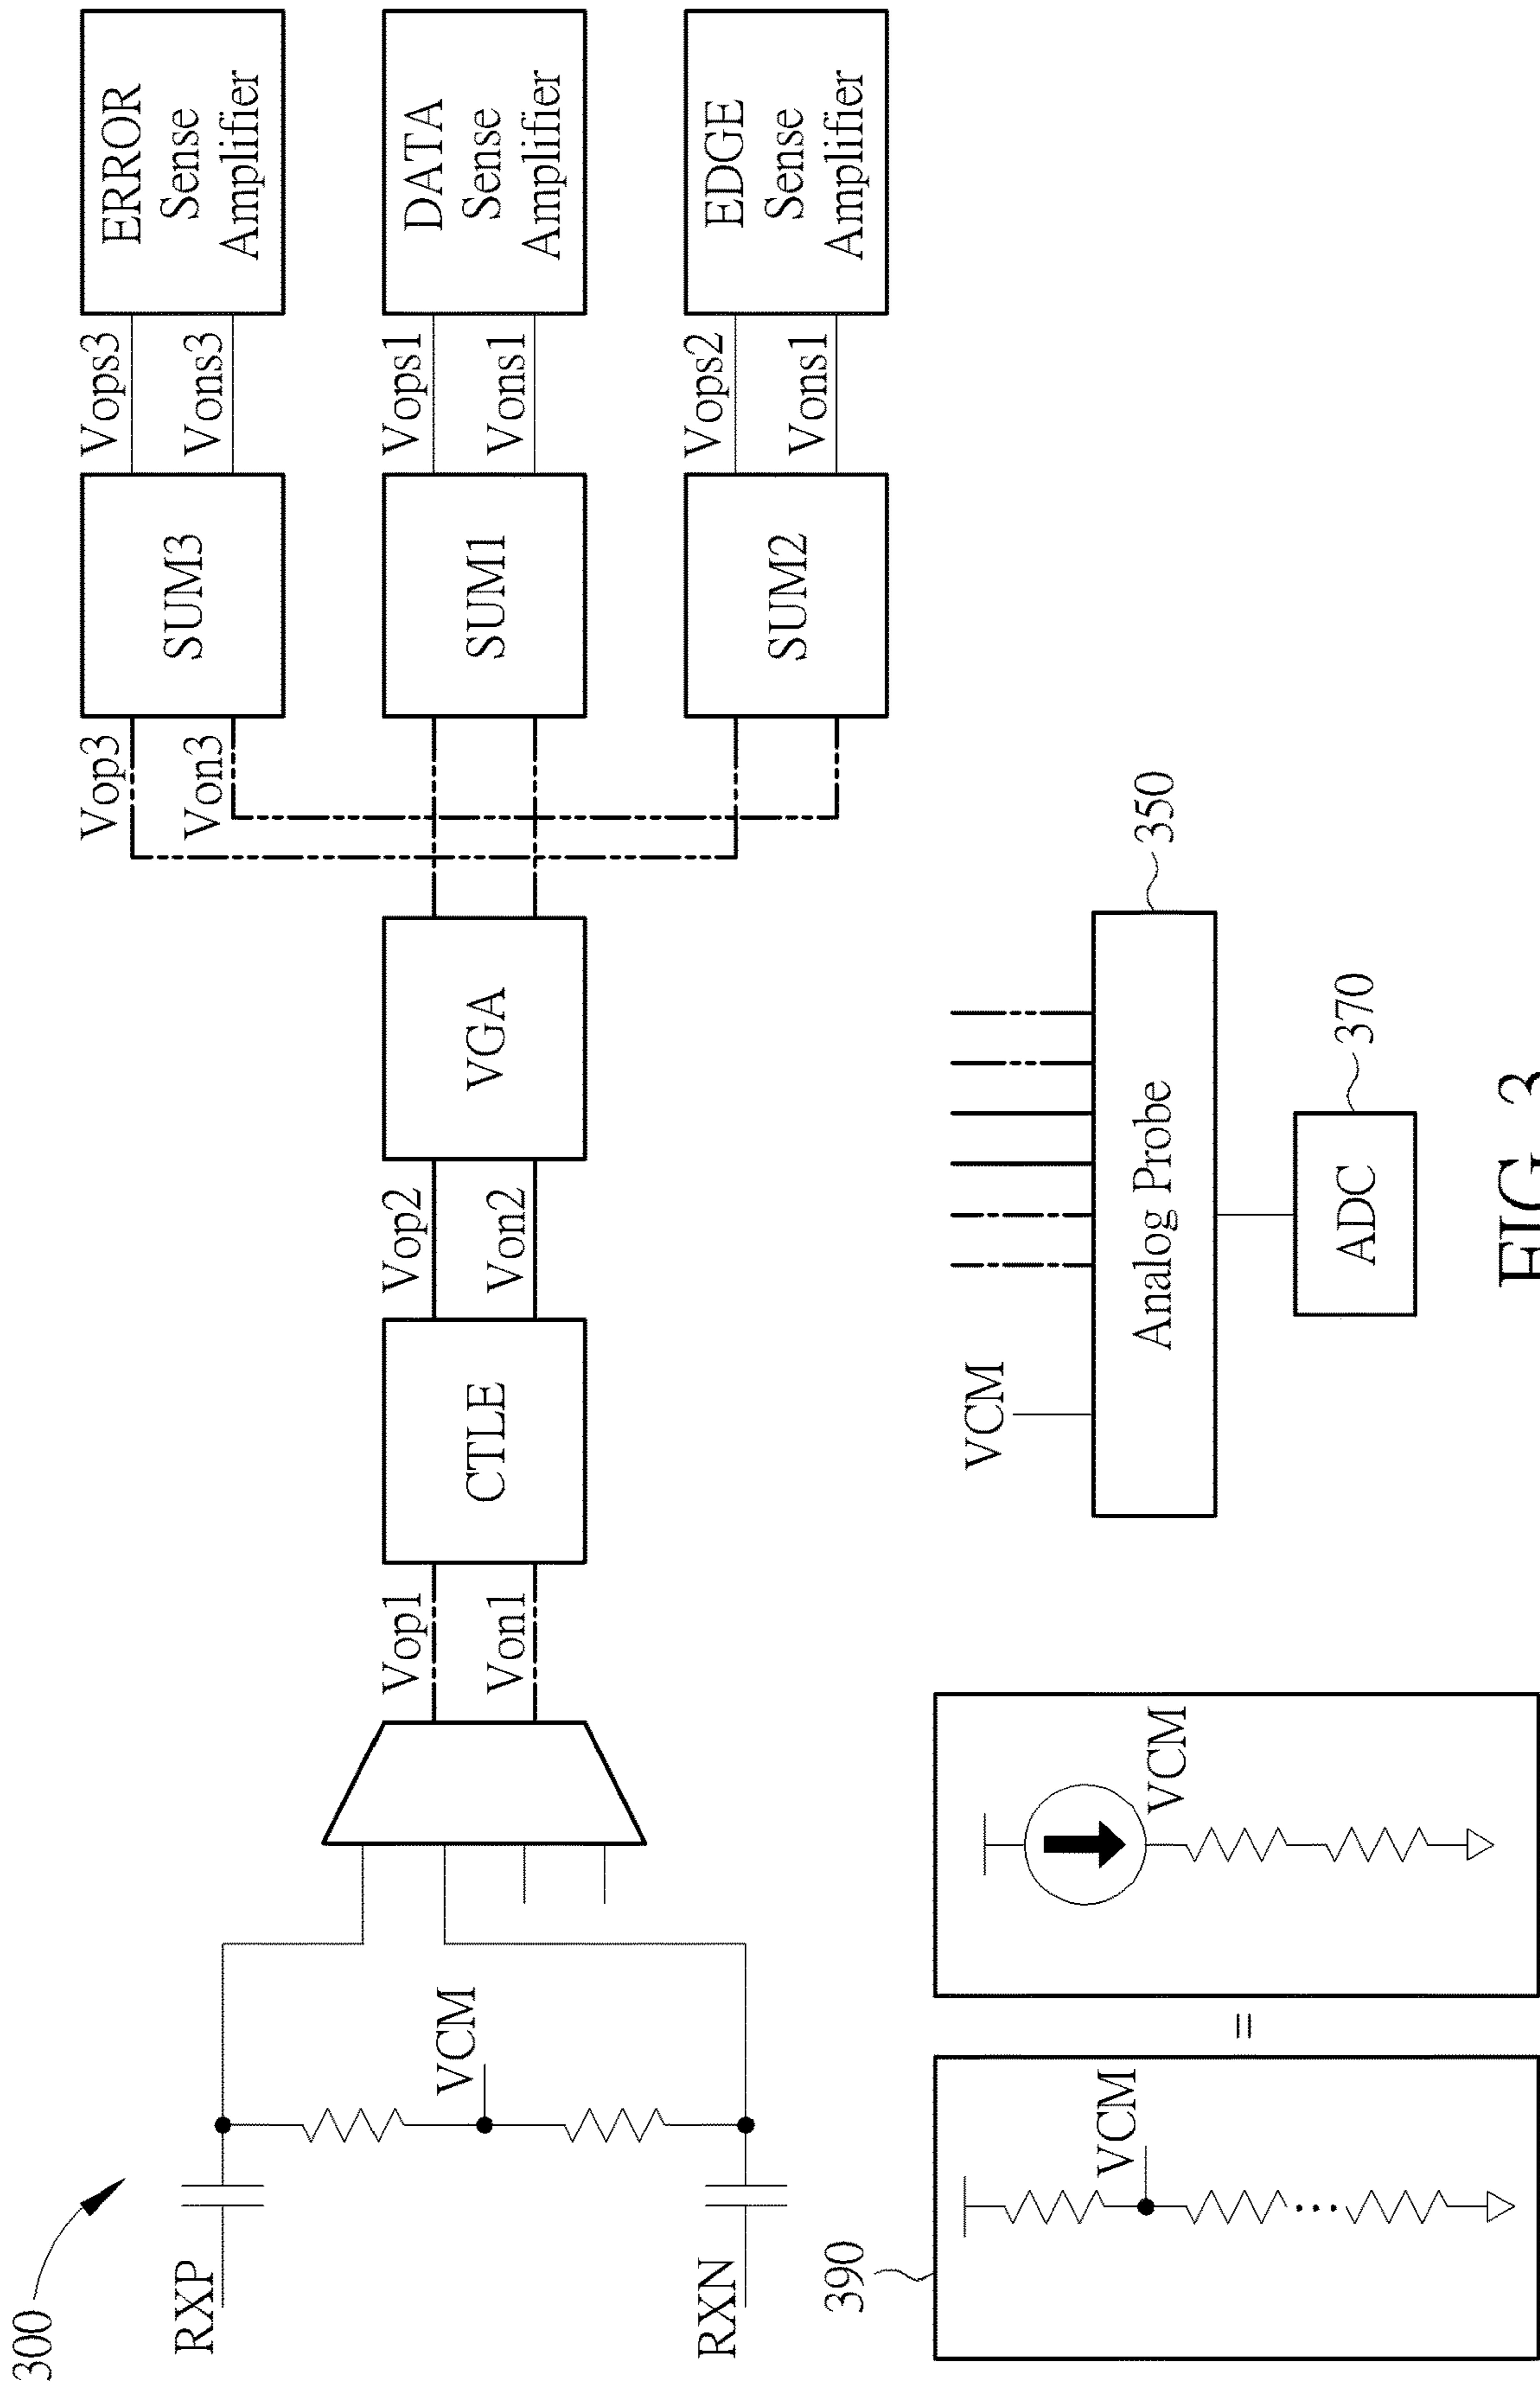 300
RXP
RXN
VCM
Vop1
Von1
CTLE
Vop2
Von2
VGA
Vop3
Von3
SUM3
SUM1
SUM2
Vops3
Vons3
Vops1
Vons1
Vops2
Vons1
ERROR
Sense
Amplifier
DATA
Sense
Amplifier
EDGE
Sense
Amplifier
390
VCM
=
VCM
VCM
Analog Probe
350
ADC
370
FIG. 3